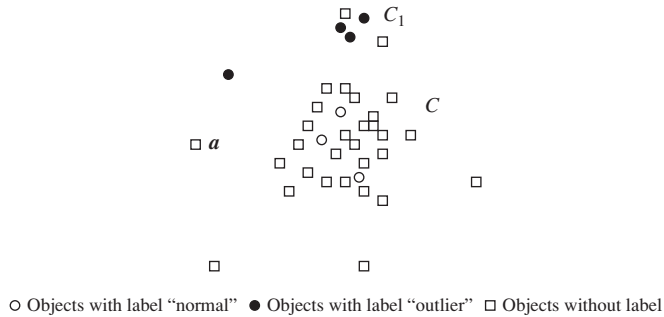 C1
C
a
Objects with label “normal” Objects with label “outlier” Objects without label